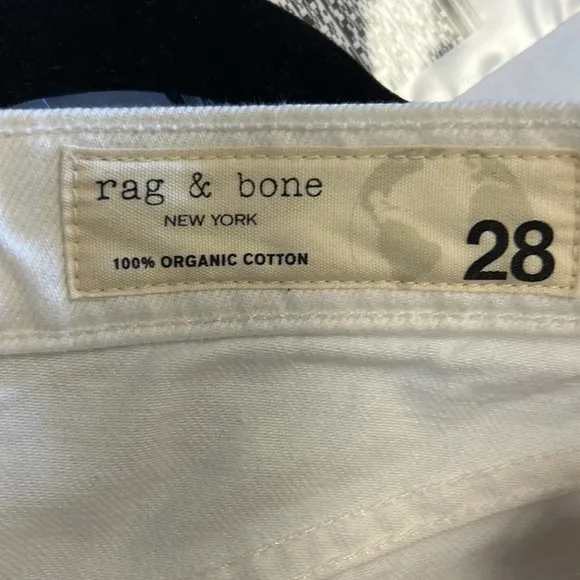 rag & bone
NEW YORK
100% ORGANIC COTTON
28